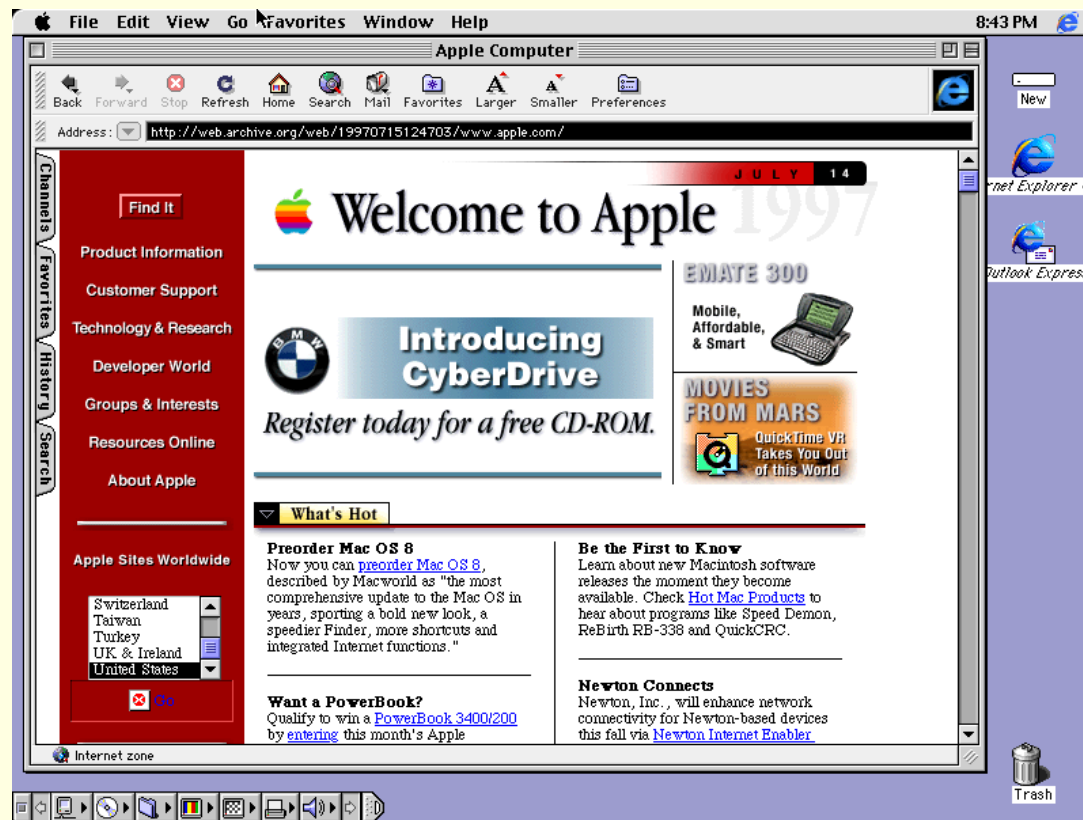 File Edit View Go Favorites Window Help
8:43 PM
Apple Computer
Back Forward Stop Refresh Home Search Mail Favorites Larger Smaller Preferences
Address: http://web.archive.org/web/19970715124703/www.apple.com/
Channels
Favorites
History
Search
Find It
Product Information
Customer Support
Technology & Research
Developer World
Groups & Interests
Resources Online
About Apple
Apple Sites Worldwide
Switzerland
Taiwan
Turkey
UK & Ireland
United States
Go
JULY 14
1997
Welcome to Apple
BMW
Introducing
CyberDrive
Register today for a free CD-ROM.
EMATE 300
Mobile,
Affordable,
& Smart
MOVIES
FROM MARS
QuickTime VR
Takes You Out
of this World
What's Hot
Preorder Mac OS 8
Now you can preorder Mac OS 8,
described by Macworld as "the most
comprehensive update to the Mac OS in
years, sporting a bold new look, a
speedier Finder, more shortcuts and
integrated Internet functions."
Want a PowerBook?
Qualify to win a PowerBook 3400/200
by entering this month's Apple
Be the First to Know
Learn about new Macintosh software
releases the moment they become
available. Check Hot Mac Products to
hear about programs like Speed Demon,
ReBirth RB-338 and QuickCRC.
Newton Connects
Newton, Inc., will enhance network
connectivity for Newton-based devices
this fall via Newton Internet Enabler
Internet zone
New
rnet Explorer
Outlook Expres
Trash